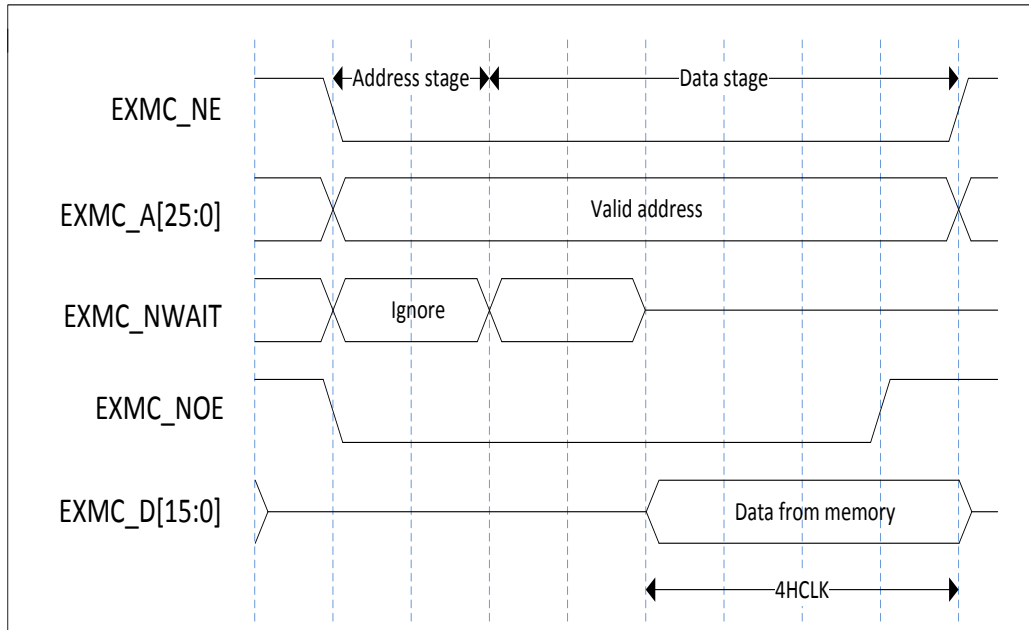 EXMC_NE
Address stage
Data stage
EXMC_A[25:0]
Valid address
EXMC_NWAIT
Ignore
EXMC_NOE
EXMC_D[15:0]
Data from memory
4HCLK